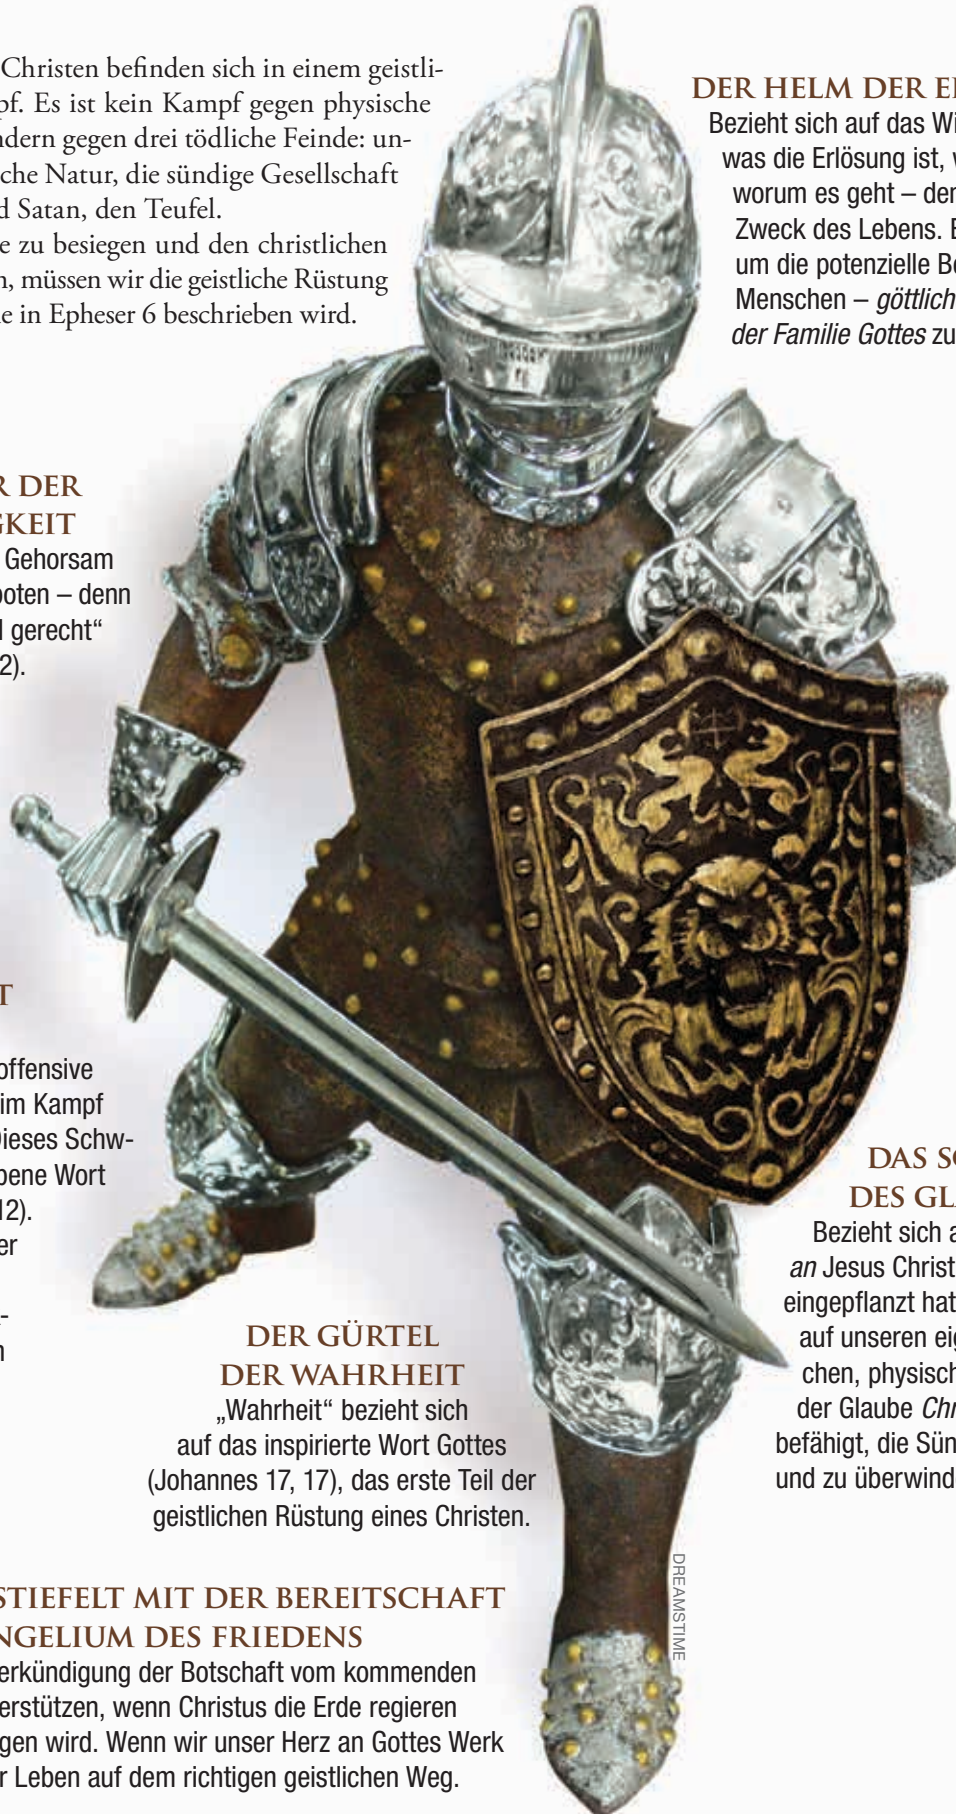 Christen befinden sich in einem geistli-
pf. Es ist kein Kampf gegen physische
ndern gegen drei tödliche Feinde: un-
che Natur, die sündige Gesellschaft
d Satan, den Teufel.
e zu besiegen und den christlichen
n, müssen wir die geistliche Rüstung
e in Epheser 6 beschrieben wird.
DER HELM DER E
Bezieht sich auf das Wi
was die Erlösung ist, 
worum es geht – der
Zweck des Lebens. E
um die potenzielle Be
Menschen – göttlich
der Familie Gottes zu
R DER
GKEIT
Gehorsam
boten – denn
d gerecht“
2).
T
offensive
im Kampf
Dieses Schw-
bene Wort
12).
er
-
n
DAS SC
DES GLA
Bezieht sich a
an Jesus Christ
eingepflanzt hat
auf unseren eig
chen, physisch
der Glaube Chr
befähigt, die Sün
und zu überwind
DER GÜRTEL
DER WAHRHEIT
„Wahrheit“ bezieht sich
auf das inspirierte Wort Gottes
(Johannes 17, 17), das erste Teil der
geistlichen Rüstung eines Christen.
STIEFELT MIT DER BEREITSCHAFT
NGELIUM DES FRIEDENS
erkündigung der Botschaft vom kommenden
erstützen, wenn Christus die Erde regieren
gen wird. Wenn wir unser Herz an Gottes Werk
r Leben auf dem richtigen geistlichen Weg.
DREAMSTIME